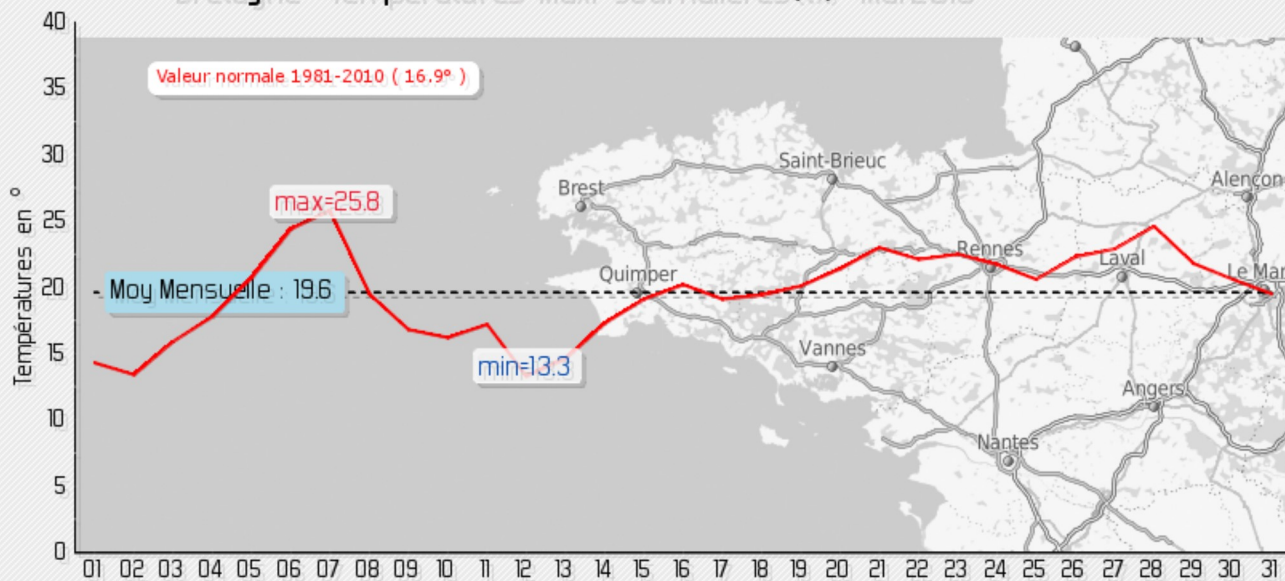 40
Valeur normale 1981-2010 ( 16.9° )
35
30
Saint-Brieuc
Alençon
Brest
max=25.8
25
Rennes
Laval
Quimper
Le Man
Moy Mensuelle : 19.6
20
Températures en °
15
Vannes
min=13.3
Angers
10
Nantes
5
0
01 02 03 04 05 06 07 08 09 10 11 12 13 14 15 16 17 18 19 20 21 22 23 24 25 26 27 28 29 30 31